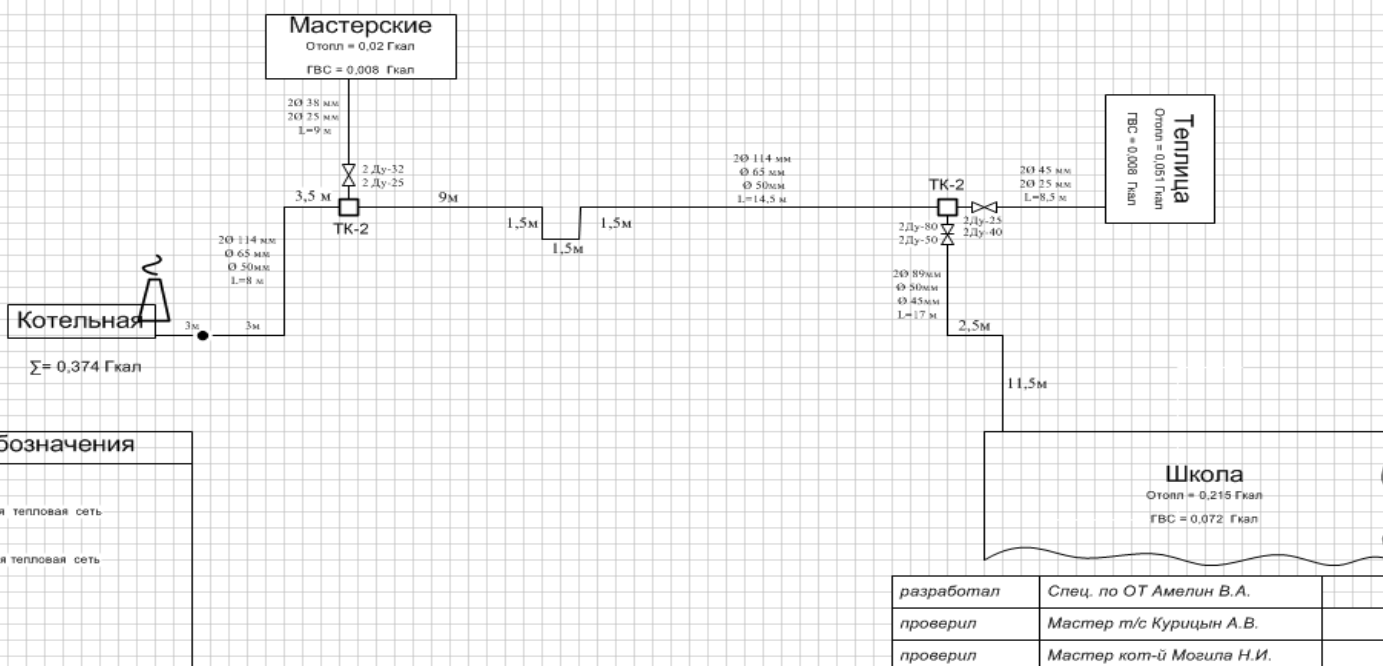 Мастерские
Отопл = 0,02 Гкал
ГВС = 0,008 Гкал
2Ø 38 мм
2Ø 25 мм
L=9 м
2 Ду-32
2 Ду-25
3,5 м
ТК-2
9м
1,5м
1,5м
1,5м
2Ø 114 мм
Ø 65 мм
Ø 50мм
L=14,5 м
ТК-2
2Ø 45 мм
2Ø 25 мм
L=8,5 м
2Ду-25
2Ду-40
Теплица
Отопл = 0,051 Гкал
ГВС = 0,008 Гкал
2Ду-80
2Ду-50
2Ø 114 мм
Ø 65 мм
Ø 50мм
L=8 м
Котельная
3м
3м
∑= 0,374 Гкал
2Ø 89мм
Ø 50мм
Ø 45мм
L=17 м
2,5м
11,5м
бозначения
я тепловая сеть
я тепловая сеть
Школа
Отопл = 0,215 Гкал
ГВС = 0,072 Гкал
разработал Спец. по ОТ Амелин В.А.
проверил Мастер т/с Курицын А.В.
проверил Мастер кот-й Могила Н.И.